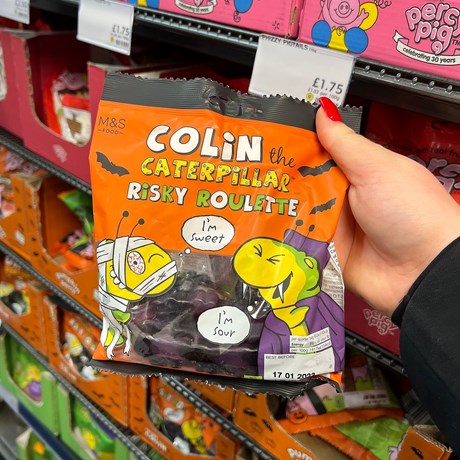 £1.75
PHIZZY PIGTAILS
£1.75
percy
pig
celebrating 30 years
M&S
FOOD
COLIN the
CATERPILLAR
RISKY ROULETTE
I'm
sweet
I'm
sour
BEST BEFORE
17 01 2023